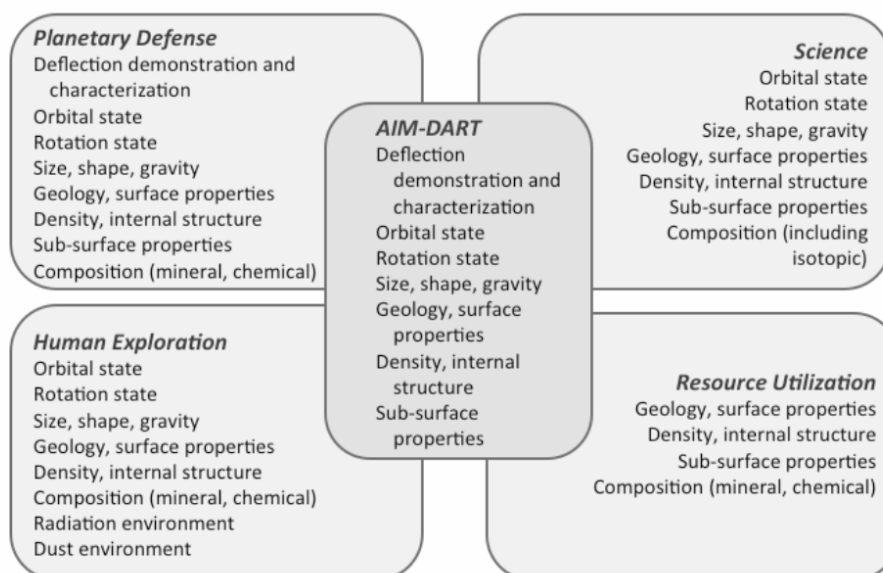 Planetary Defense
Deflection demonstration and
characterization
Orbital state
Rotation state
Size, shape, gravity
Geology, surface properties
Density, internal structure
Sub-surface properties
Composition (mineral, chemical)
AIM-DART
Deflection
demonstration and
characterization
Orbital state
Rotation state
Size, shape, gravity
Geology, surface
properties
Density, internal
structure
Sub-surface
properties
Science
Orbital state
Rotation state
Size, shape, gravity
Geology, surface properties
Density, internal structure
Sub-surface properties
Composition (including
isotopic)
Human Exploration
Orbital state
Rotation state
Size, shape, gravity
Geology, surface properties
Density, internal structure
Composition (mineral, chemical)
Radiation environment
Dust environment
Resource Utilization
Geology, surface properties
Density, internal structure
Sub-surface properties
Composition (mineral, chemical)